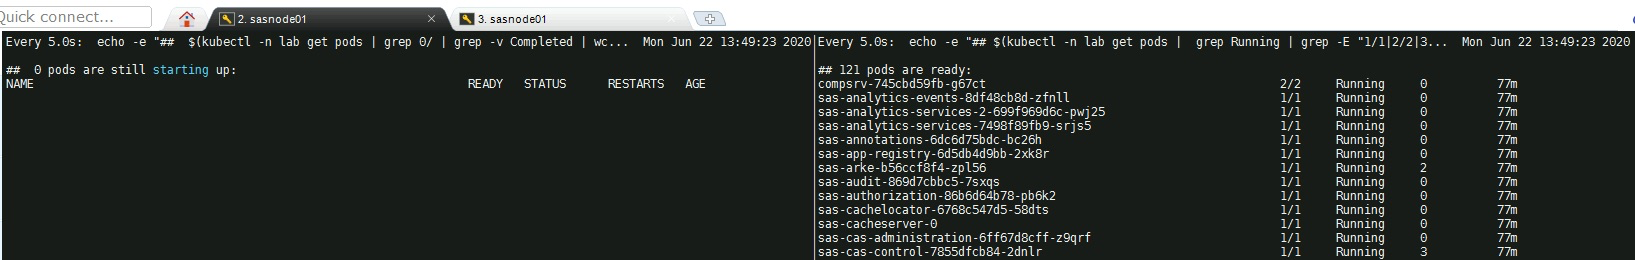 Quick connect...
2. sasnode01
3. sasnode01
Every 5.0s:  echo -e "##  $(kubectl -n lab get pods | grep 0/ | grep -v Completed | wc...  Mon Jun 22 13:49:23 2020
##  0 pods are still starting up:
NAME READY STATUS RESTARTS AGE
Every 5.0s:  echo -e "## $(kubectl -n lab get pods |  grep Running | grep -E "1/1|2/2|3...  Mon Jun 22 13:49:23 2020
## 121 pods are ready:
compsrv-745cbd59fb-g67ct 2/2 Running 0 77m
sas-analytics-events-8df48cb8d-zfnll 1/1 Running 0 77m
sas-analytics-services-2-699f969d6c-pwj25 1/1 Running 0 77m
sas-analytics-services-7498f89fb9-srjs5 1/1 Running 0 77m
sas-annotations-6dc6d75bdc-bc26h 1/1 Running 0 77m
sas-app-registry-6d5db4d9bb-2xk8r 1/1 Running 0 77m
sas-arke-b56ccf8f4-zpl56 1/1 Running 2 77m
sas-audit-869d7cbbc5-7sxqs 1/1 Running 0 77m
sas-authorization-86b6d64b78-pb6k2 1/1 Running 0 77m
sas-cachelocator-6768c547d5-58dts 1/1 Running 0 77m
sas-cacheserver-0 1/1 Running 0 77m
sas-cas-administration-6ff67d8cff-z9qrf 1/1 Running 0 77m
sas-cas-control-7855dfcb84-2dnlr 1/1 Running 3 77m